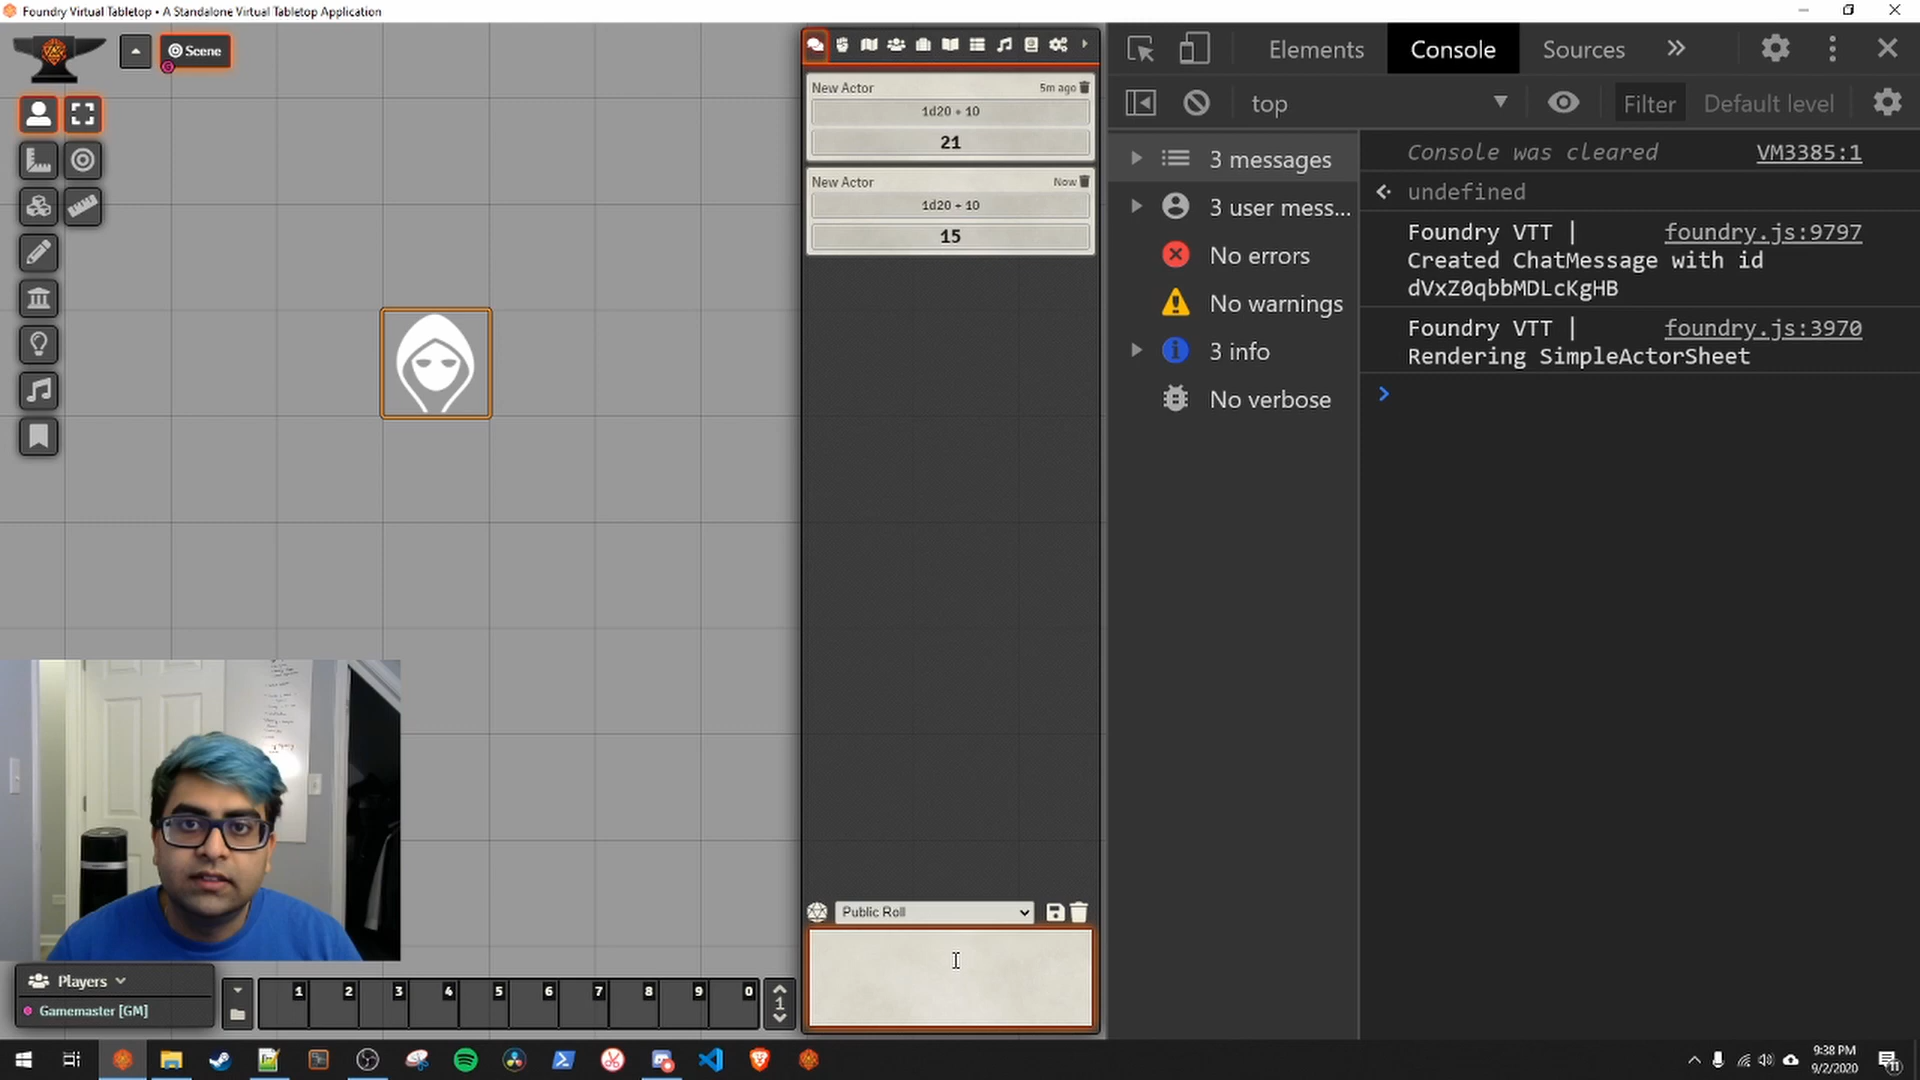 Foundry Virtual Tabletop • A Standalone Virtual Tabletop Application
Scene
New Actor 5m ago
1d20 + 10
21
New Actor Now
1d20 + 10
15
Public Roll
Players
Gamemaster [GM]
1 2 3 4 5 6 7 8 9 0
1
Elements Console Sources
top Filter Default level
3 messages
3 user mess...
No errors
No warnings
3 info
No verbose
Console was cleared VM3385:1
undefined
Foundry VTT | foundry.js:9797
Created ChatMessage with id
dVxZ0qbbMDLcKgHB
Foundry VTT | foundry.js:3970
Rendering SimpleActorSheet
9:38 PM
9/2/2020